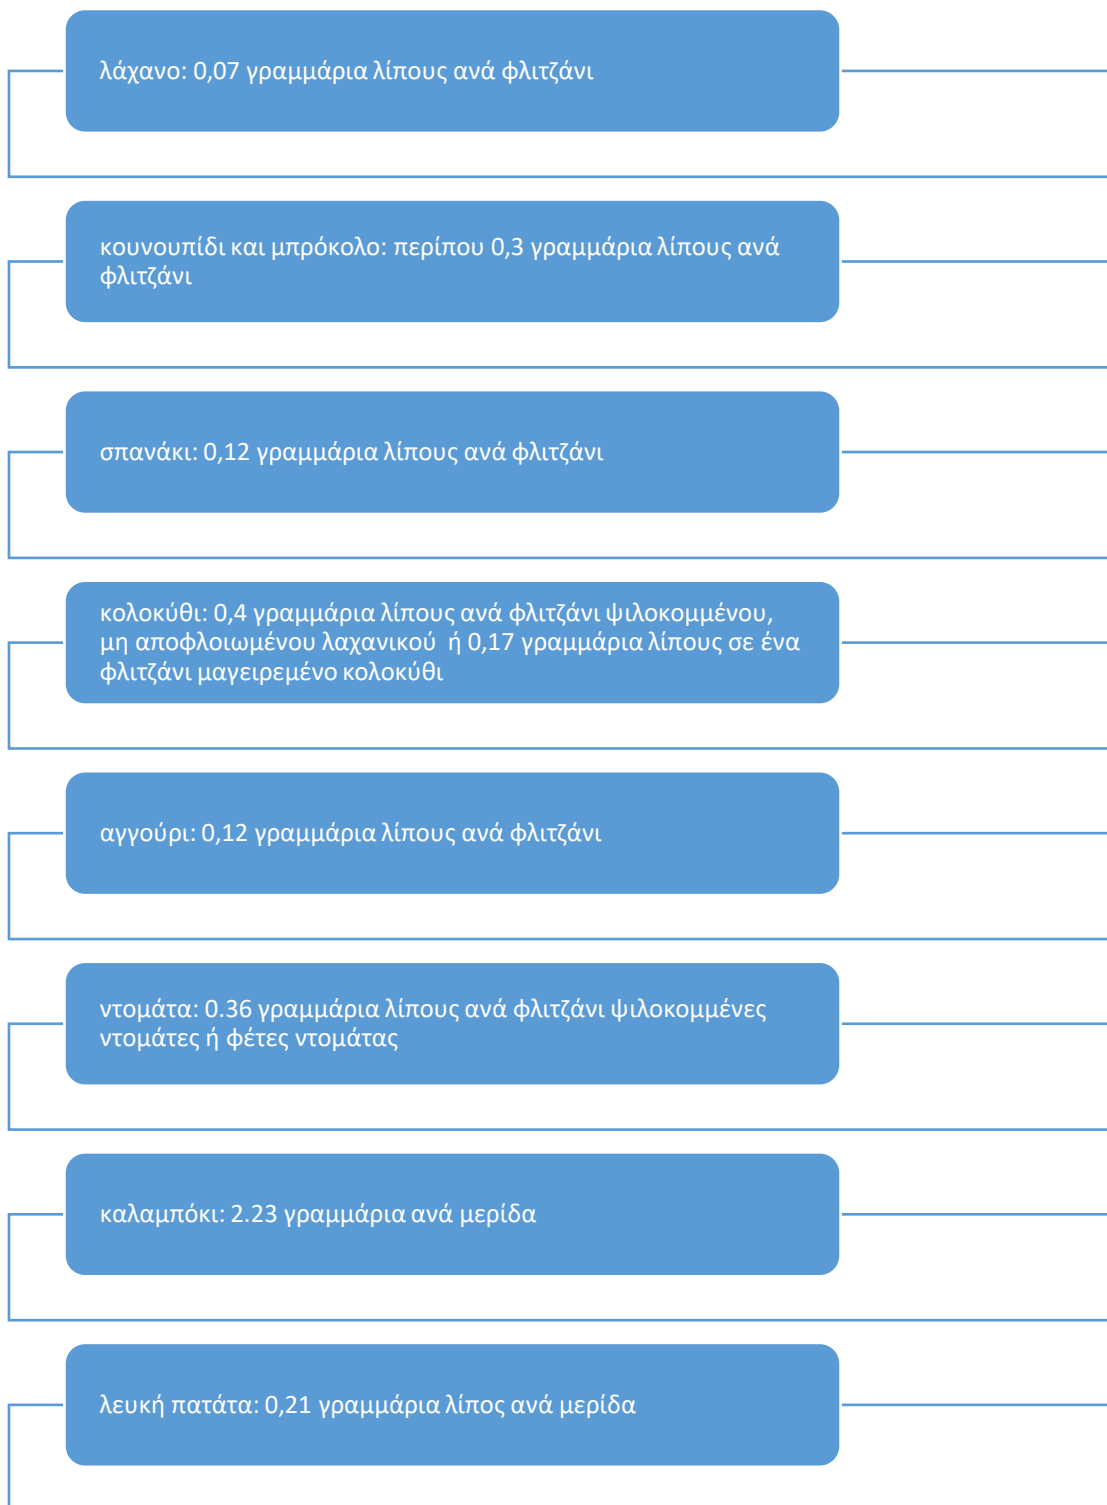 λάχανο: 0,07 γραμμάρια λίπους ανά φλιτζάνι
κουνουπίδι και μπρόκολο: περίπου 0,3 γραμμάρια λίπους ανά
φλιτζάνι
σπανάκι: 0,12 γραμμάρια λίπους ανά φλιτζάνι
κολοκύθι: 0,4 γραμμάρια λίπους ανά φλιτζάνι ψιλοκομμένου,
μη αποφλοιωμένου λαχανικού ή 0,17 γραμμάρια λίπους σε ένα
φλιτζάνι μαγειρεμένο κολοκύθι
αγγούρι: 0,12 γραμμάρια λίπους ανά φλιτζάνι
ντομάτα: 0.36 γραμμάρια λίπους ανά φλιτζάνι ψιλοκομμένες
ντομάτες ή φέτες ντομάτας
καλαμπόκι: 2.23 γραμμάρια ανά μερίδα
λευκή πατάτα: 0,21 γραμμάρια λίπος ανά μερίδα